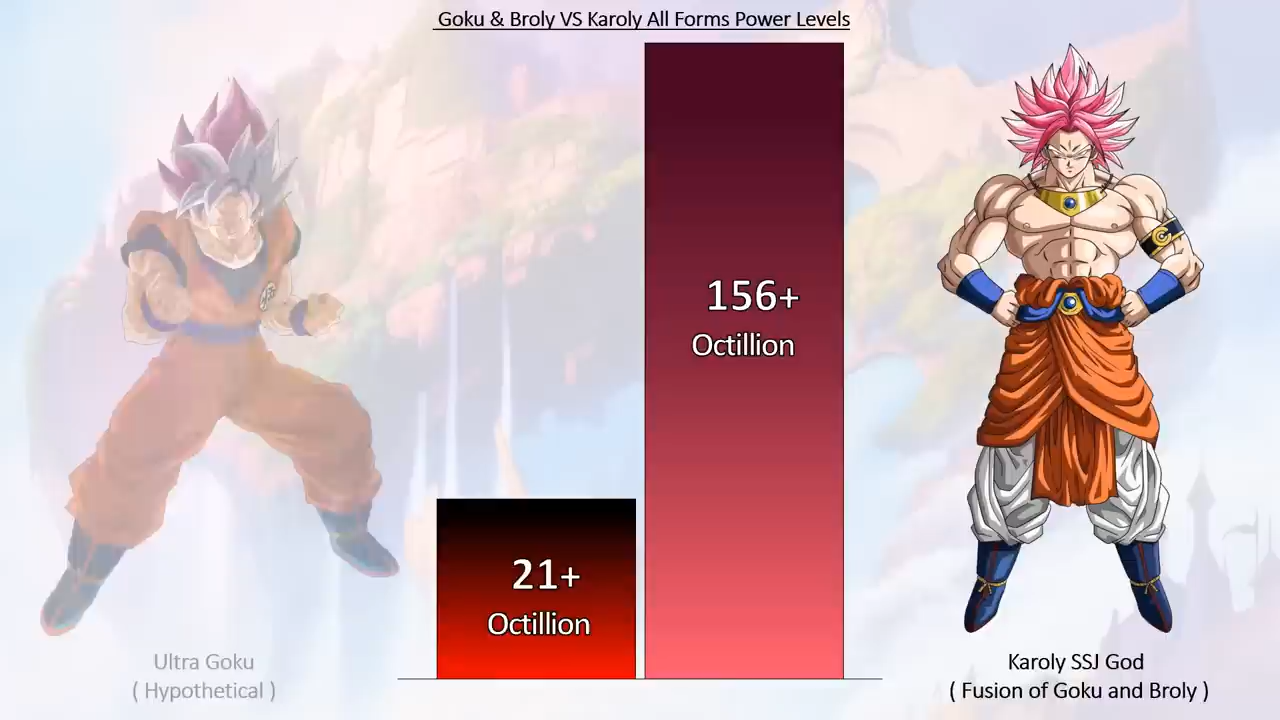 Goku & Broly VS Karoly All Forms Power Levels
156+
Octillion
21+
Octillion
Ultra Goku
( Hypothetical )
Karoly SSJ God
( Fusion of Goku and Broly )